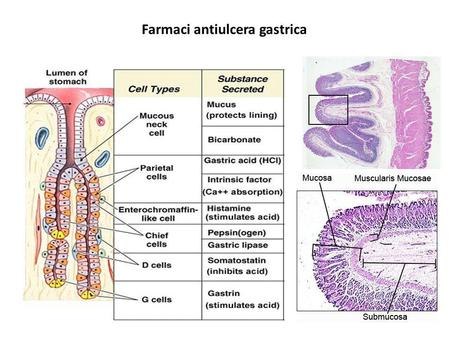 Farmaci antiulcera gastrica
Lumen of
stomach
Cell Types
Substance
Secreted
Mucous
neck
cell
Mucus
(protects lining)
Bicarbonate
Parietal
cells
Gastric acid (HCl)
Intrinsic factor
(Ca++ absorption)
Enterochromaffin-
like cell
Histamine
(stimulates acid)
Chief
cells
Pepsin(ogen)
Gastric lipase
D cells
Somatostatin
(inhibits acid)
G cells
Gastrin
(stimulates acid)
Mucosa
Muscularis Mucosae
Submucosa